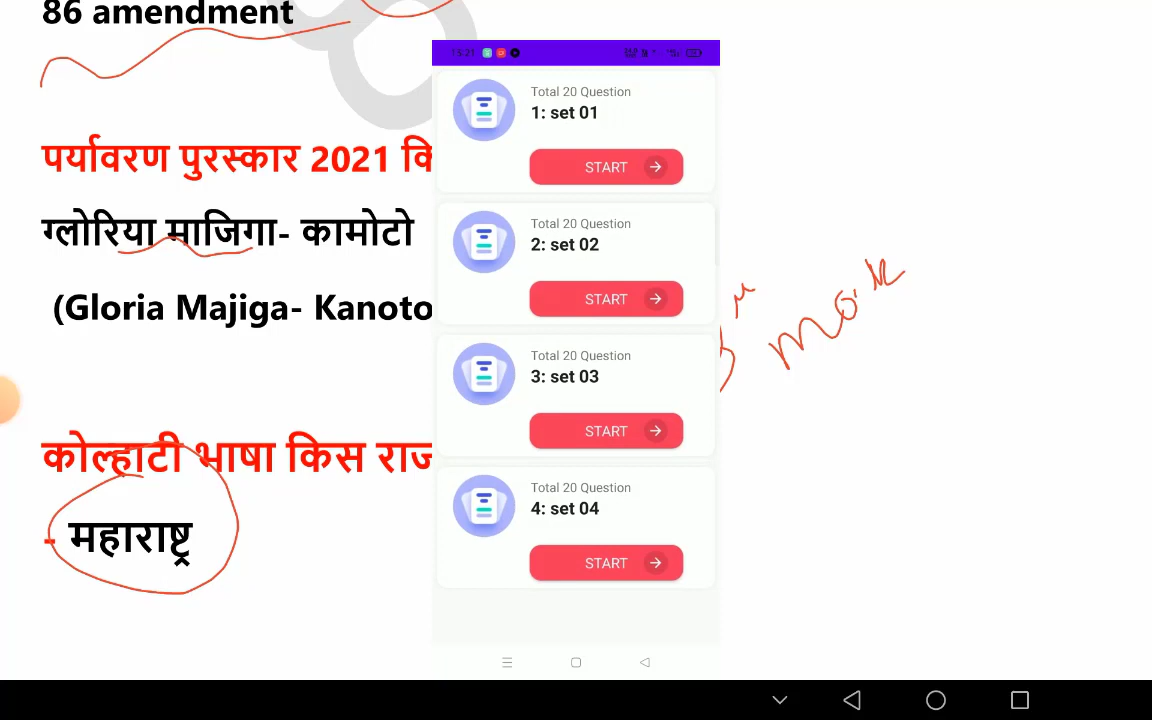 86 amendment
पर्यावरण पुरस्कार 2021 कि
ग्लोरिया माजिगा- कामोटो
(Gloria Majiga- Kanoto
कोल्हाटी भाषा किस राज
- महाराष्ट्र
15:21
Total 20 Question
1: set 01
START
Total 20 Question
2: set 02
START
Total 20 Question
3: set 03
START
Total 20 Question
4: set 04
START